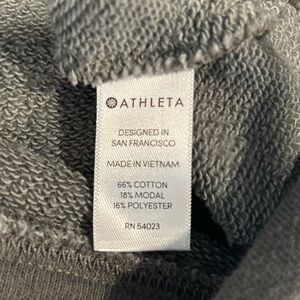 ATHLETA
DESIGNED IN
SAN FRANCISCO
MADE IN VIETNAM
66% COTTON
18% MODAL
16% POLYESTER
RN 54023